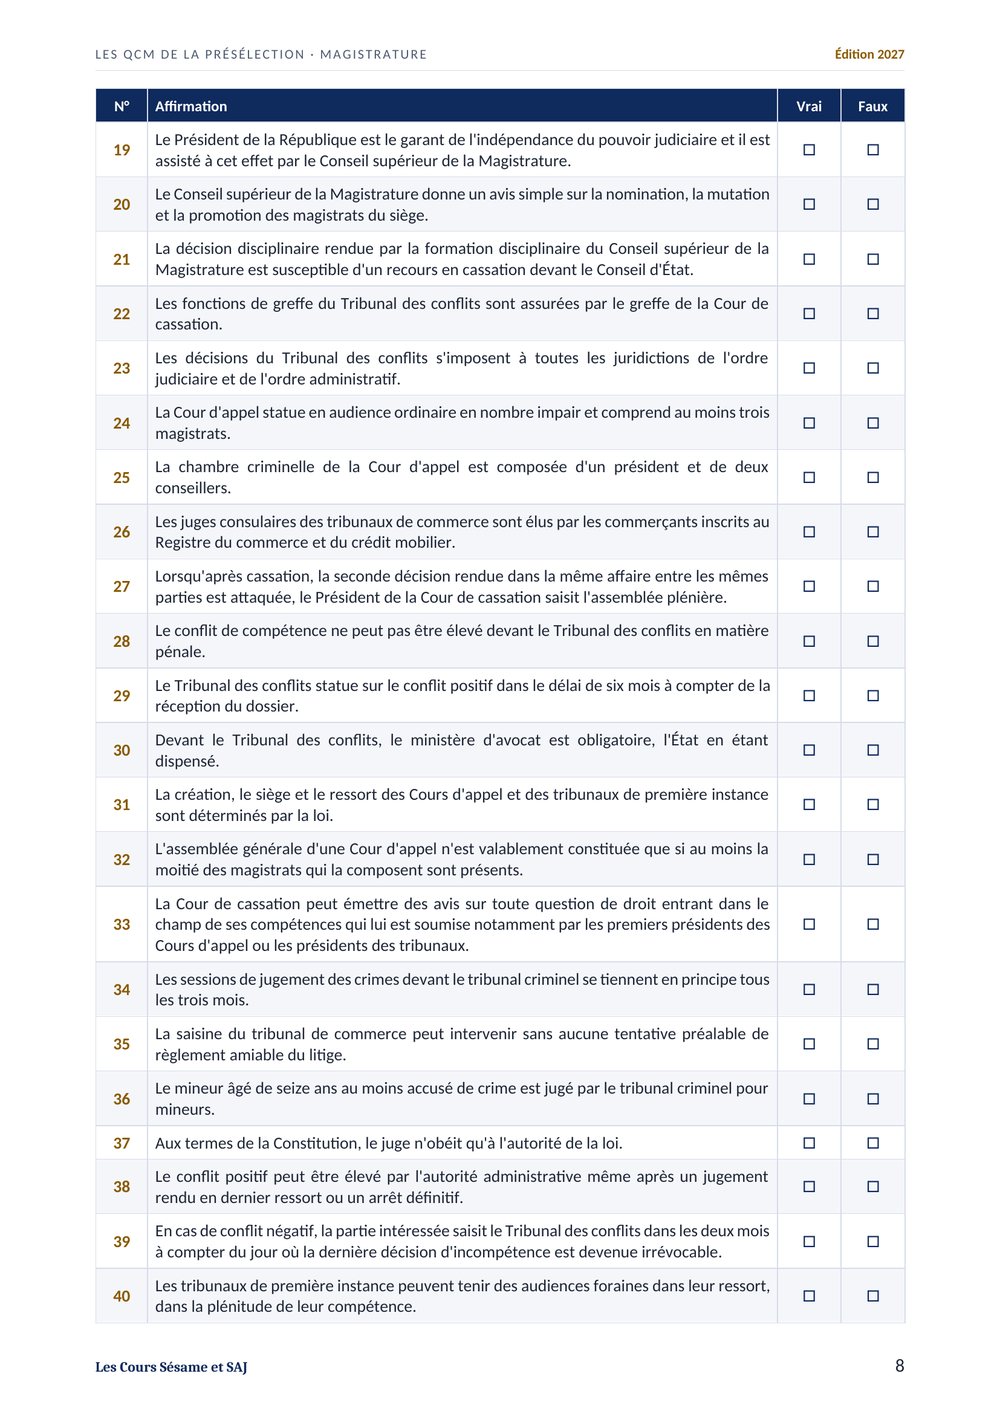 LES QCM DE LA PRÉSÉLECTION · MAGISTRATURE
Édition 2027
N° Affirmation Vrai Faux
19 Le Président de la République est le garant de l'indépendance du pouvoir judiciaire et il est
assisté à cet effet par le Conseil supérieur de la Magistrature. ☐ ☐
20 Le Conseil supérieur de la Magistrature donne un avis simple sur la nomination, la mutation
et la promotion des magistrats du siège. ☐ ☐
21 La décision disciplinaire rendue par la formation disciplinaire du Conseil supérieur de la
Magistrature est susceptible d'un recours en cassation devant le Conseil d'État. ☐ ☐
22 Les fonctions de greffe du Tribunal des conflits sont assurées par le greffe de la Cour de
cassation. ☐ ☐
23 Les décisions du Tribunal des conflits s'imposent à toutes les juridictions de l'ordre
judiciaire et de l'ordre administratif. ☐ ☐
24 La Cour d'appel statue en audience ordinaire en nombre impair et comprend au moins trois
magistrats. ☐ ☐
25 La chambre criminelle de la Cour d'appel est composée d'un président et de deux
conseillers. ☐ ☐
26 Les juges consulaires des tribunaux de commerce sont élus par les commerçants inscrits au
Registre du commerce et du crédit mobilier. ☐ ☐
27 Lorsqu'après cassation, la seconde décision rendue dans la même affaire entre les mêmes
parties est attaquée, le Président de la Cour de cassation saisit l'assemblée plénière. ☐ ☐
28 Le conflit de compétence ne peut pas être élevé devant le Tribunal des conflits en matière
pénale. ☐ ☐
29 Le Tribunal des conflits statue sur le conflit positif dans le délai de six mois à compter de la
réception du dossier. ☐ ☐
30 Devant le Tribunal des conflits, le ministère d'avocat est obligatoire, l'État en étant
dispensé. ☐ ☐
31 La création, le siège et le ressort des Cours d'appel et des tribunaux de première instance
sont déterminés par la loi. ☐ ☐
32 L'assemblée générale d'une Cour d'appel n'est valablement constituée que si au moins la
moitié des magistrats qui la composent sont présents. ☐ ☐
33 La Cour de cassation peut émettre des avis sur toute question de droit entrant dans le
champ de ses compétences qui lui est soumise notamment par les premiers présidents des
Cours d'appel ou les présidents des tribunaux. ☐ ☐
34 Les sessions de jugement des crimes devant le tribunal criminel se tiennent en principe tous
les trois mois. ☐ ☐
35 La saisine du tribunal de commerce peut intervenir sans aucune tentative préalable de
règlement amiable du litige. ☐ ☐
36 Le mineur âgé de seize ans au moins accusé de crime est jugé par le tribunal criminel pour
mineurs. ☐ ☐
37 Aux termes de la Constitution, le juge n'obéit qu'à l'autorité de la loi. ☐ ☐
38 Le conflit positif peut être élevé par l'autorité administrative même après un jugement
rendu en dernier ressort ou un arrêt définitif. ☐ ☐
39 En cas de conflit négatif, la partie intéressée saisit le Tribunal des conflits dans les deux mois
à compter du jour où la dernière décision d'incompétence est devenue irrévocable. ☐ ☐
40 Les tribunaux de première instance peuvent tenir des audiences foraines dans leur ressort,
dans la plénitude de leur compétence. ☐ ☐
Les Cours Sésame et SAJ
8